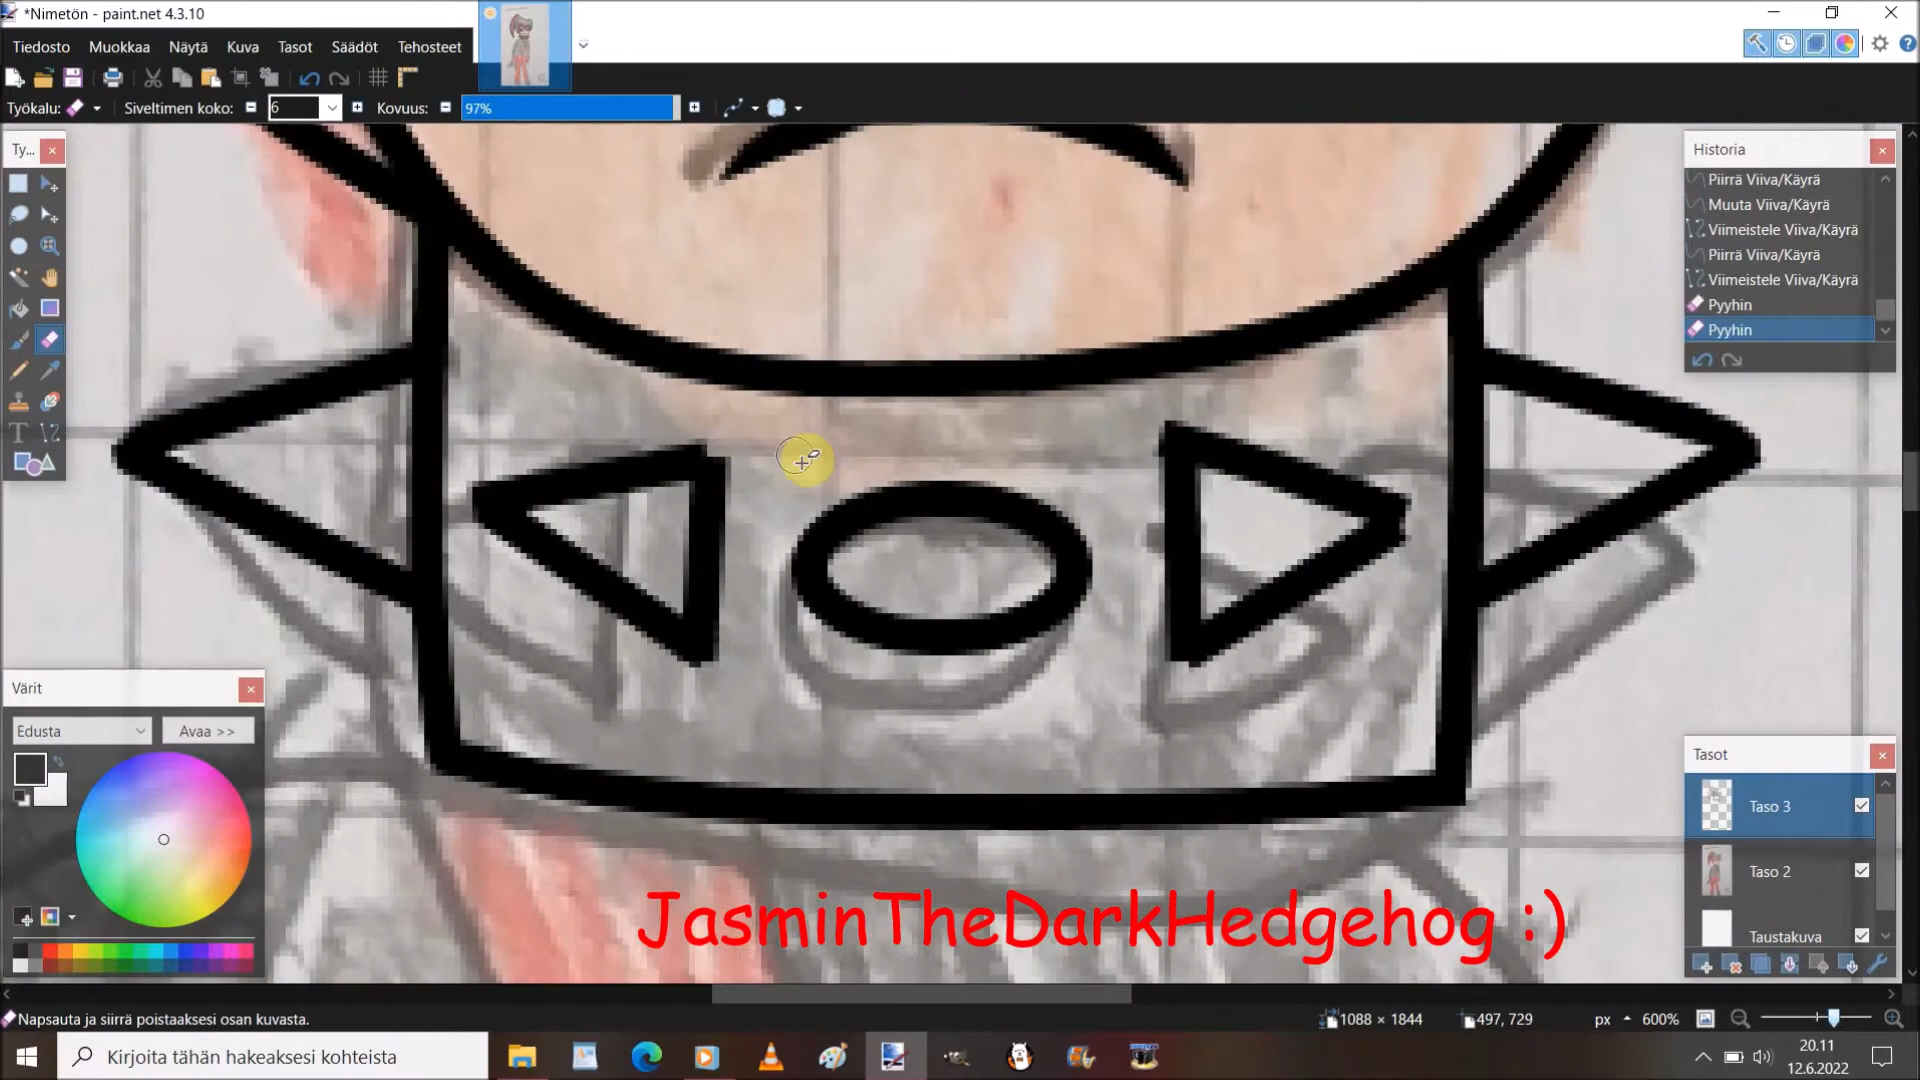 *Nimetön - paint.net 4.3.10
Tiedosto Muokkaa Näytä Kuva Tasot Säädöt Tehosteet
Työkalu: Siveltimen koko: 6 Kovuus: 97%
Ty...
Historia
Piirrä Viiva/Käyrä
Muuta Viiva/Käyrä
Viimeistele Viiva/Käyrä
Piirrä Viiva/Käyrä
Viimeistele Viiva/Käyrä
Pyyhin
Pyyhin
Värit
Edusta Avaa >>
Tasot
Taso 3
Taso 2
Taustakuva
JasminTheDarkHedgehog :)
Napsauta ja siirrä poistaaksesi osan kuvasta. 1088 × 1844 497, 729 px 600%
Kirjoita tähän hakeaksesi kohteista
20.11
12.6.2022